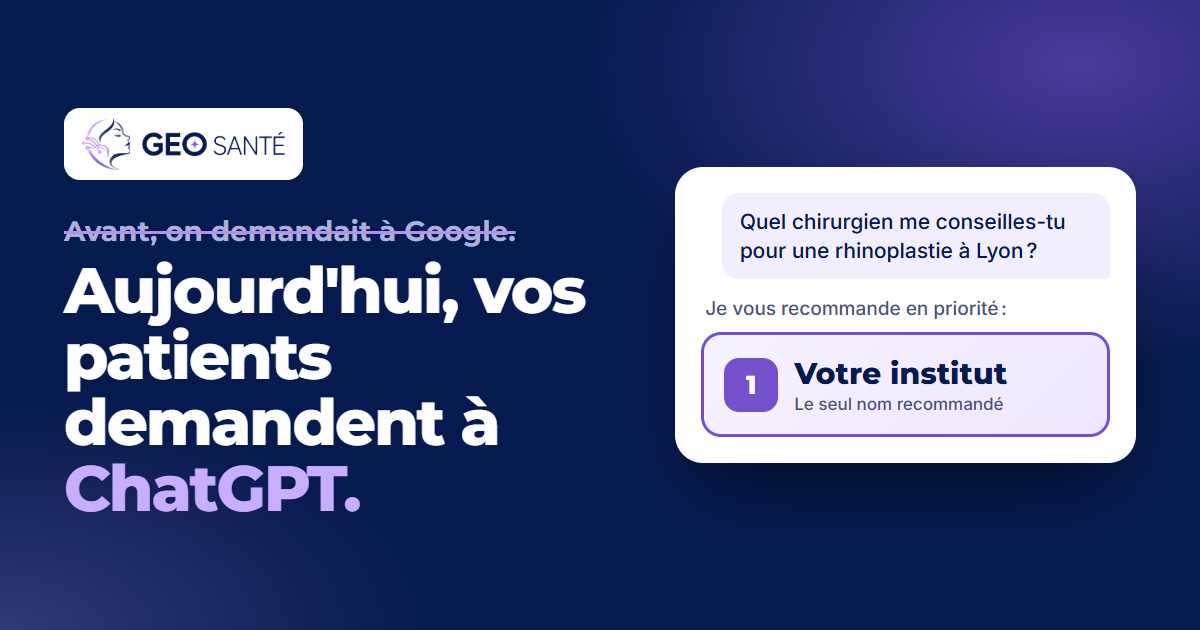 GEO SANTÉ
Avant, on demandait à Google.
Aujourd'hui, vos
patients
demandent à
ChatGPT.
Quel chirurgien me conseilles-tu
pour une rhinoplastie à Lyon ?
Je vous recommande en priorité :
1
Votre institut
Le seul nom recommandé